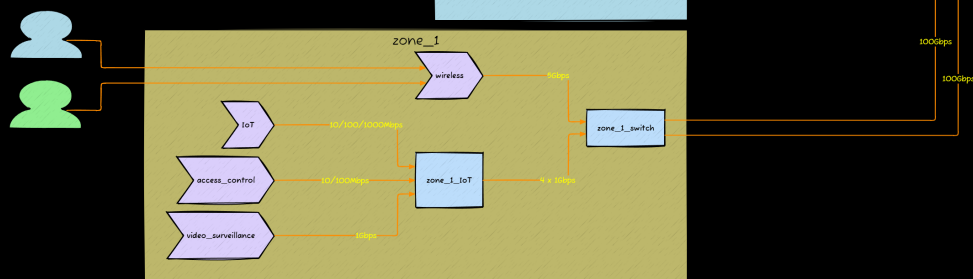 zone_1
100Gbps
wireless
5Gbps
100Gbps
IoT
10/100/1000Mbps
zone_1_switch
access_control
10/100Mbps
zone_1_IoT
4 x 1Gbps
video_surveillance
1Gbps